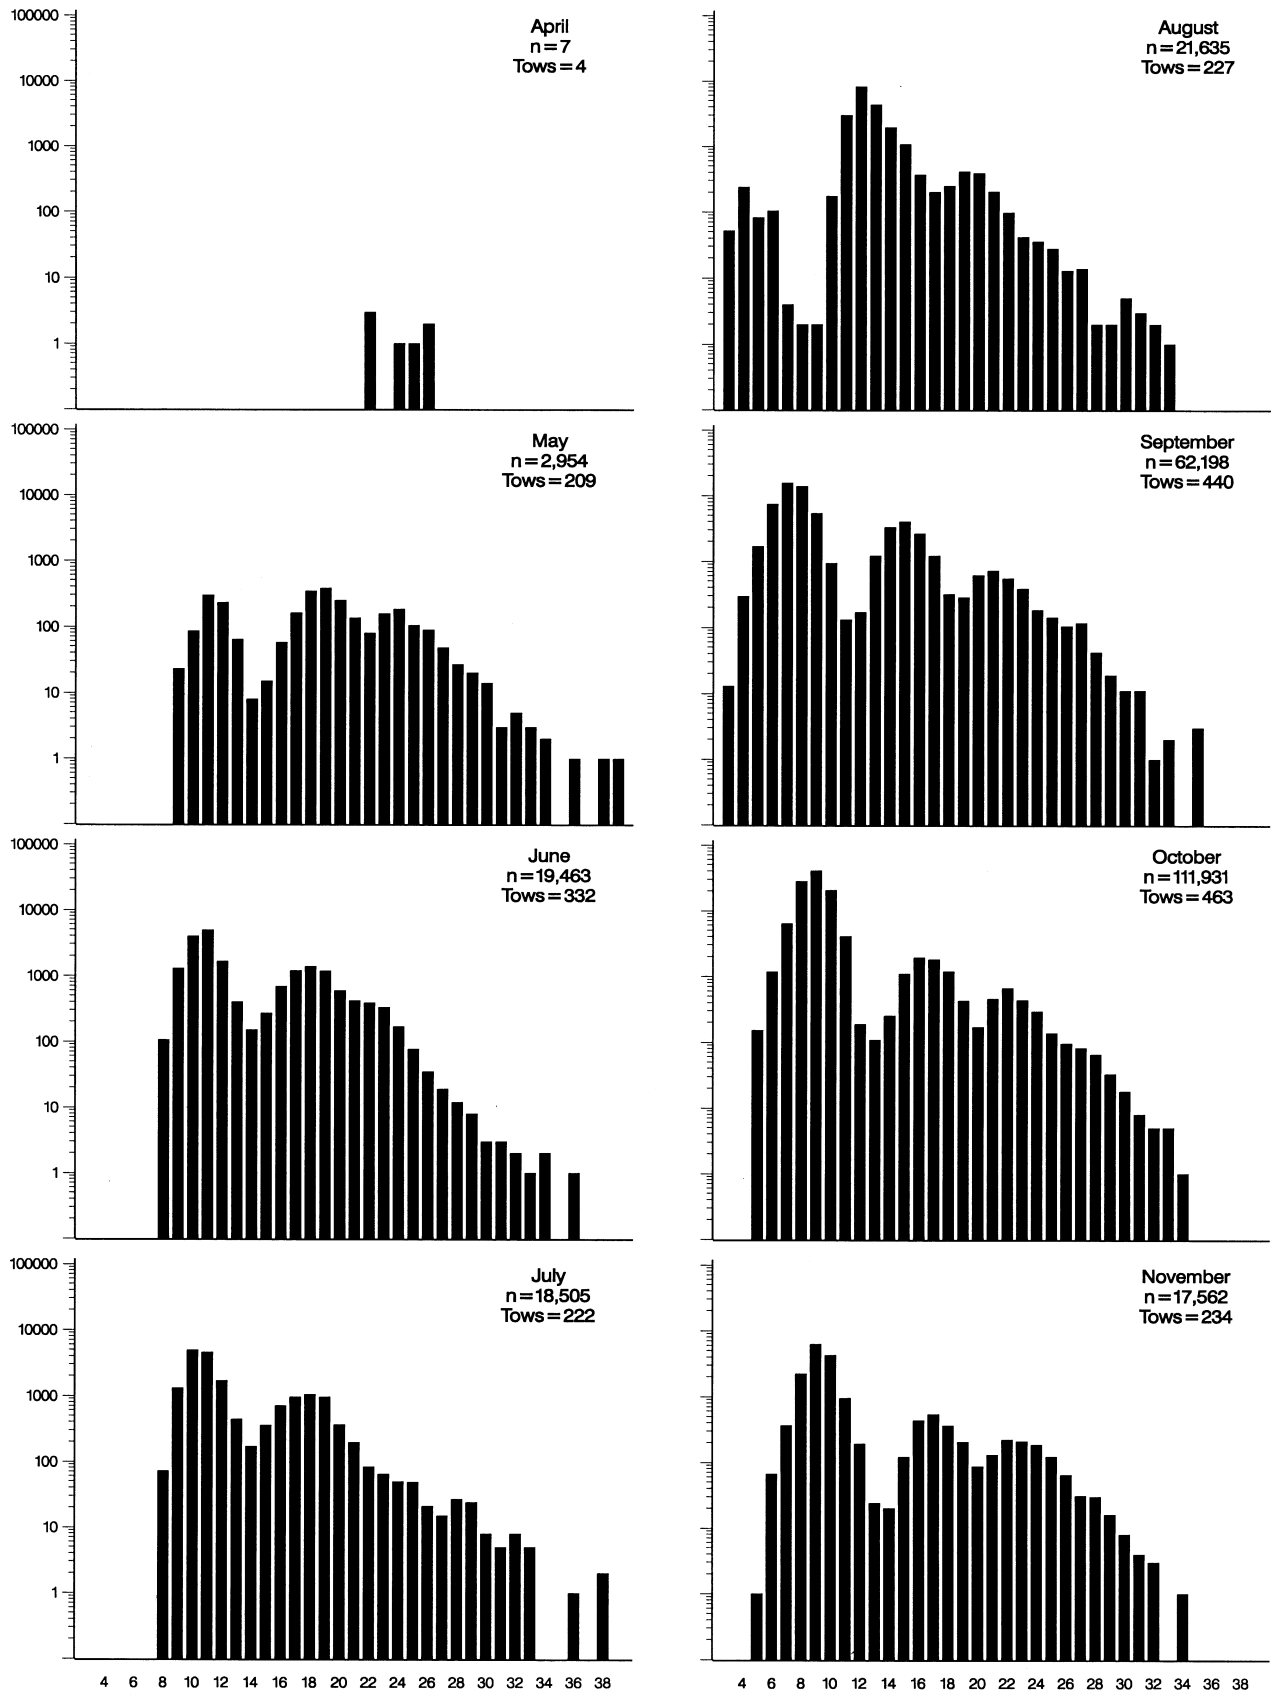 100000
10000
1000
100
10
1
April
n=7
Tows=4
August
n=21,635
Tows=227
100000
10000
1000
100
10
1
May
n=2,954
Tows=209
September
n=62,198
Tows=440
100000
10000
1000
100
10
1
June
n=19,463
Tows=332
October
n=111,931
Tows=463
100000
10000
1000
100
10
1
July
n=18,505
Tows=222
November
n=17,562
Tows=234
4 6 8 10 12 14 16 18 20 22 24 26 28 30 32 34 36 38
4 6 8 10 12 14 16 18 20 22 24 26 28 30 32 34 36 38